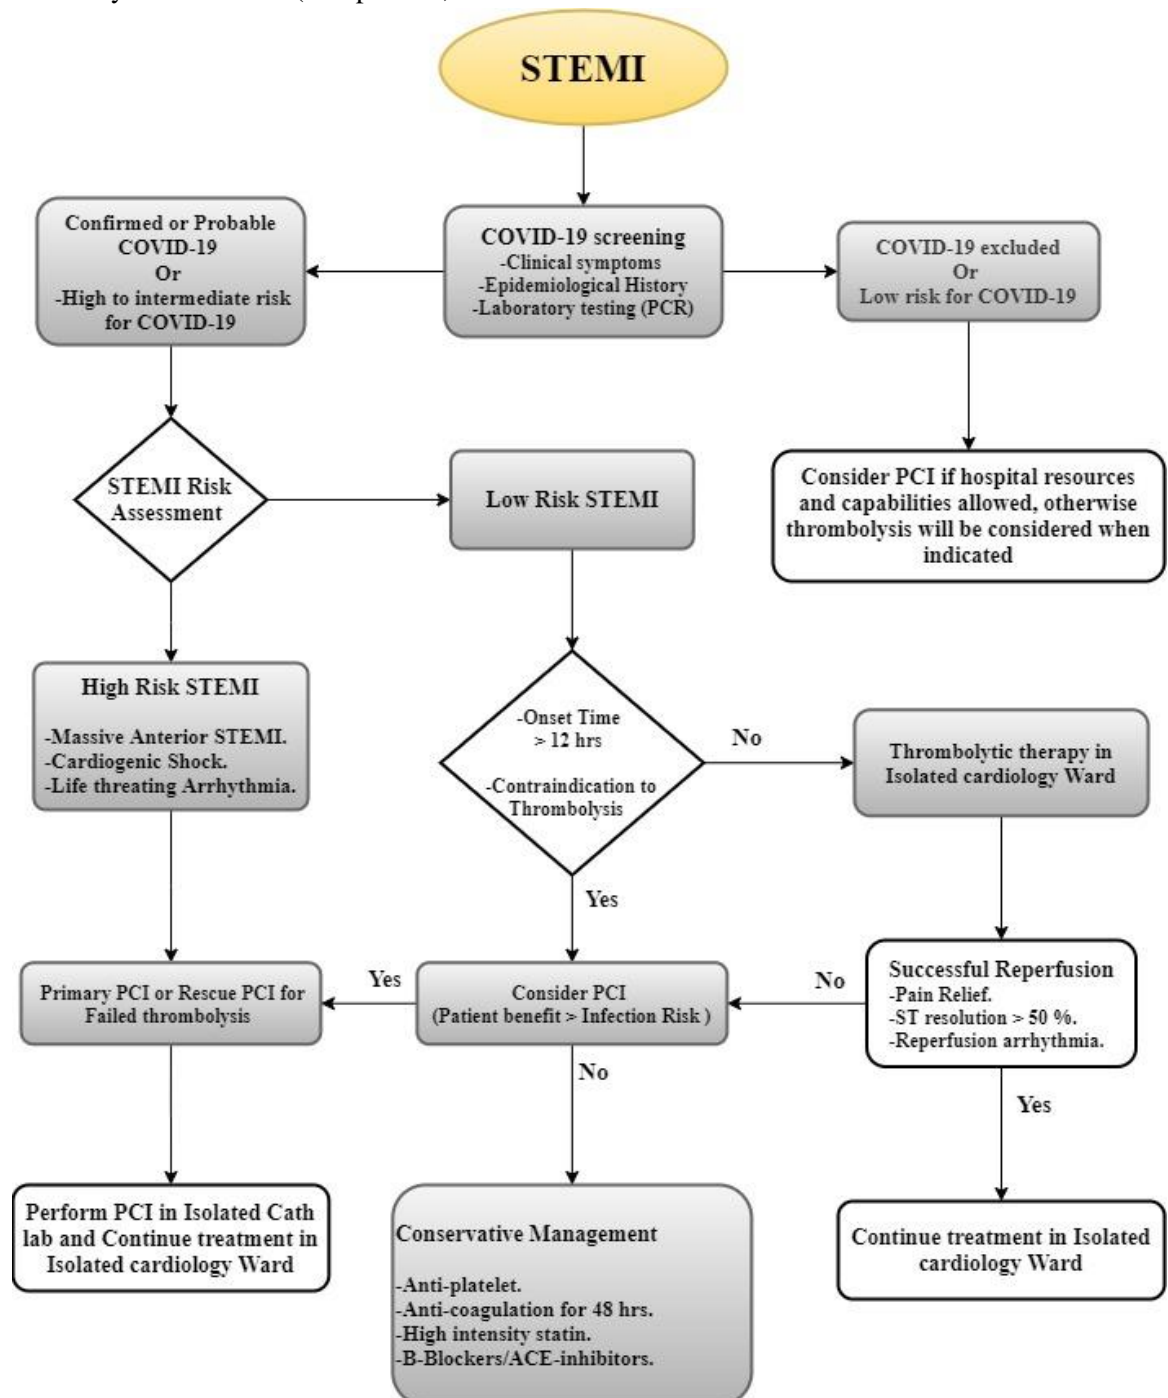 STEMI
Confirmed or Probable
COVID-19
Or
-High to intermediate risk
for COVID-19
COVID-19 screening
-Clinical symptoms
-Epidemiological History
-Laboratory testing (PCR)
COVID-19 excluded
Or
Low risk for COVID-19
STEMI Risk
Assessment
Low Risk STEMI
Consider PCI if hospital resources
and capabilities allowed, otherwise
thrombolysis will be considered when
indicated
High Risk STEMI
-Massive Anterior STEMI.
-Cardiogenic Shock.
-Life threating Arrhythmia.
-Onset Time
> 12 hrs
-Contraindication to
Thrombolysis
No
Thrombolytic therapy in
Isolated cardiology Ward
Yes
Primary PCI or Rescue PCI for
Failed thrombolysis
Yes
Consider PCI
(Patient benefit > Infection Risk )
No
Successful Reperfusion
-Pain Relief.
-ST resolution > 50 %.
-Reperfusion arrhythmia.
No
Yes
Perform PCI in Isolated Cath
lab and Continue treatment in
Isolated cardiology Ward
Conservative Management
-Anti-platelet.
-Anti-coagulation for 48 hrs.
-High intensity statin.
-B-Blockers/ACE-inhibitors.
Continue treatment in Isolated
cardiology Ward